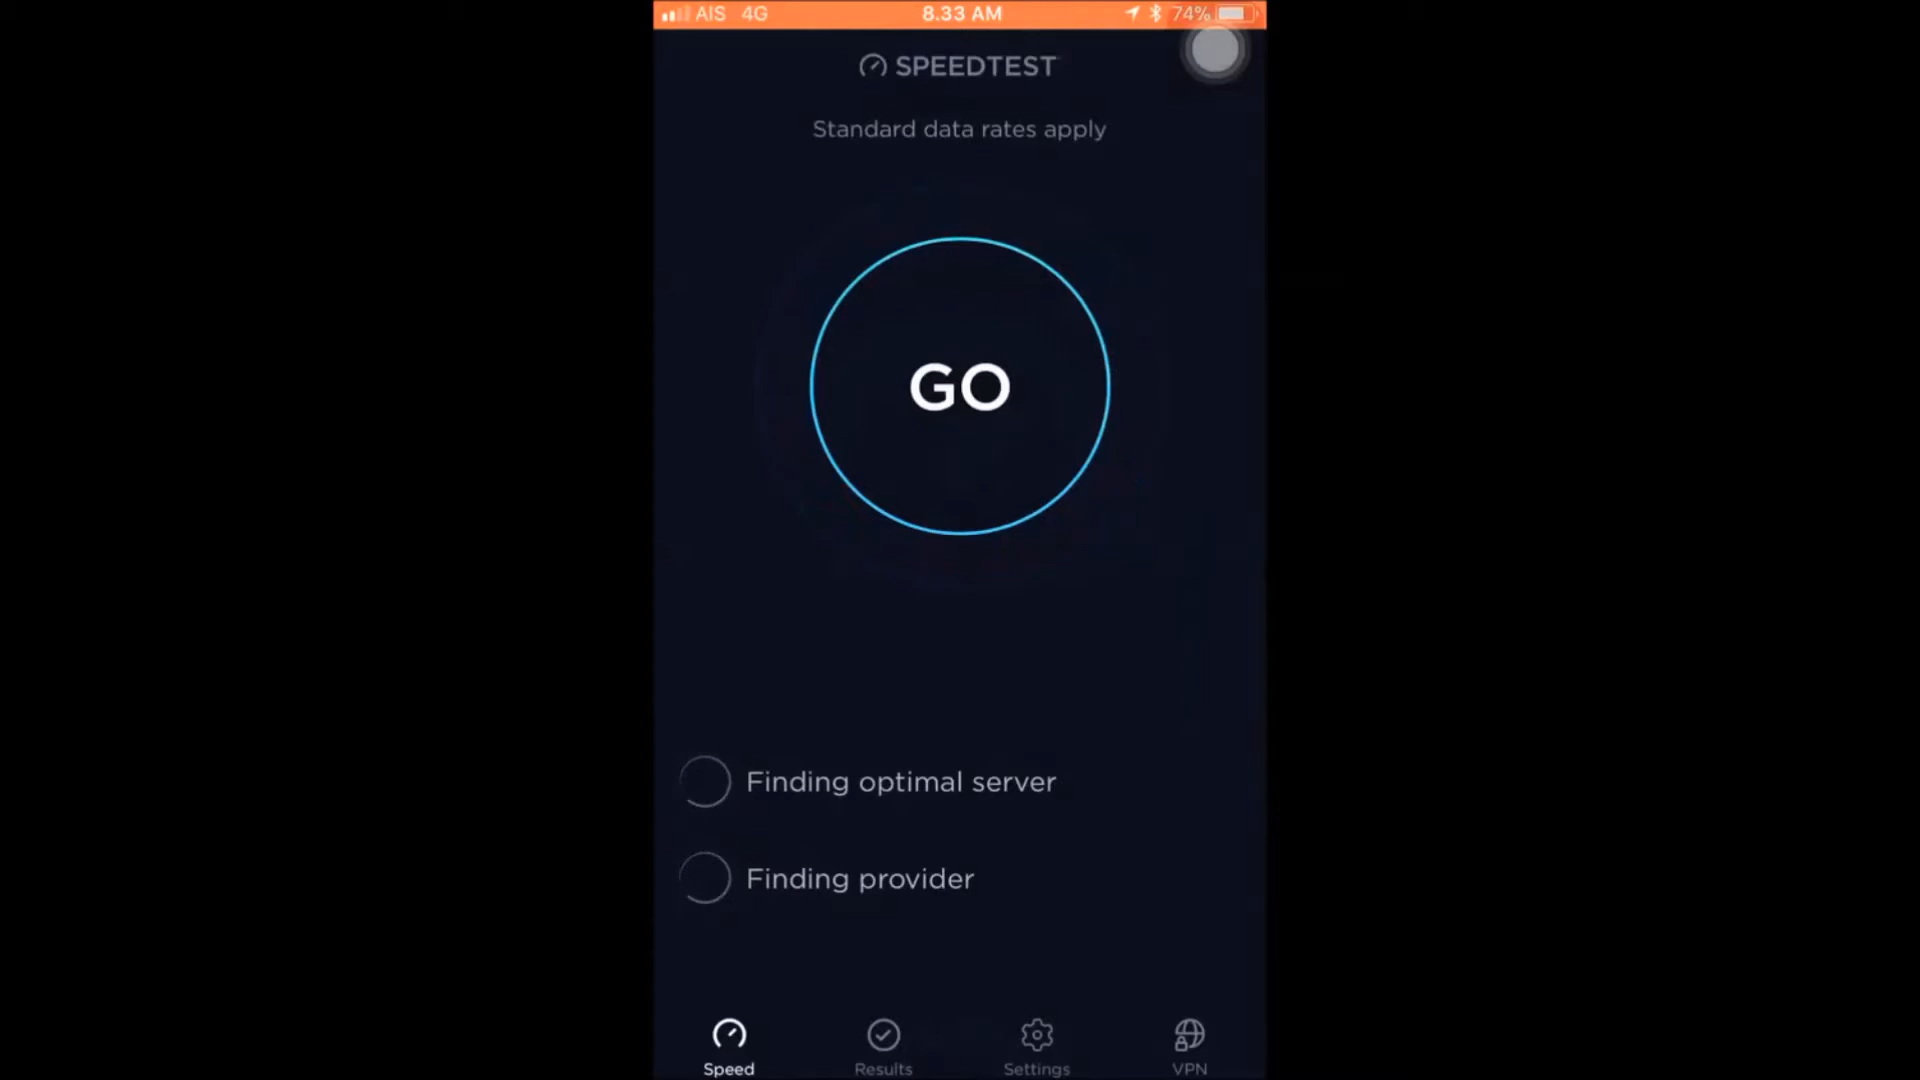 AIS 4G 8.33 AM 74%
SPEEDTEST
Standard data rates apply
GO
Finding optimal server
Finding provider
Speed Results Settings VPN